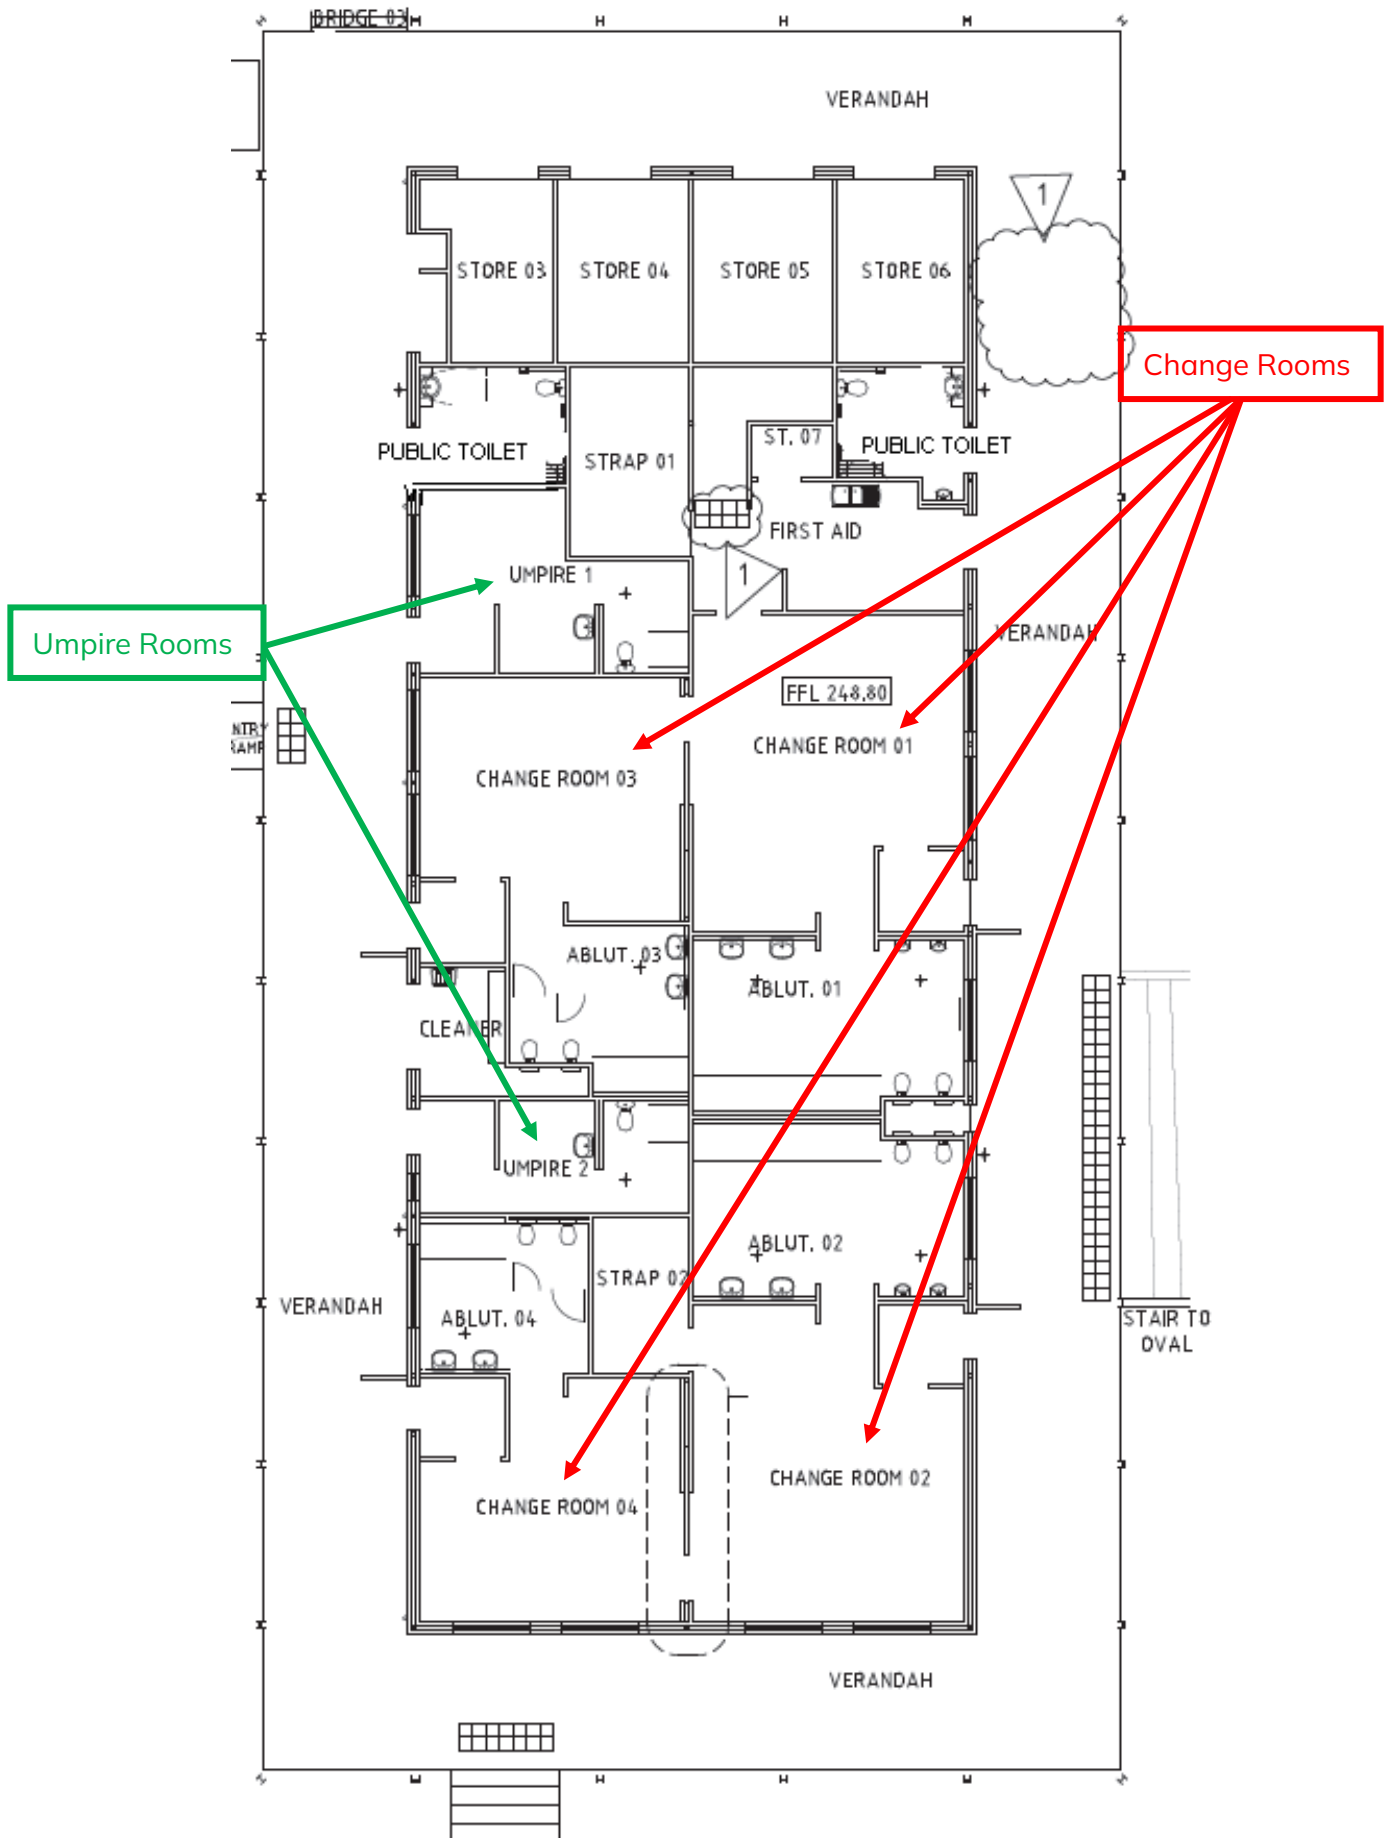 BRIDGE 03
VERANDAH
1
STORE 03
STORE 04
STORE 05
STORE 06
Change Rooms
ST. 07
PUBLIC TOILET
PUBLIC TOILET
STRAP 01
FIRST AID
UMPIRE 1
1
Umpire Rooms
VERANDAH
FFL 248.80
NTRY
RAMP
CHANGE ROOM 01
CHANGE ROOM 03
ABLUT. 03
ABLUT. 01
CLEANER
UMPIRE 2
ABLUT. 02
STRAP 02
VERANDAH
ABLUT. 04
STAIR TO
OVAL
CHANGE ROOM 02
CHANGE ROOM 04
VERANDAH